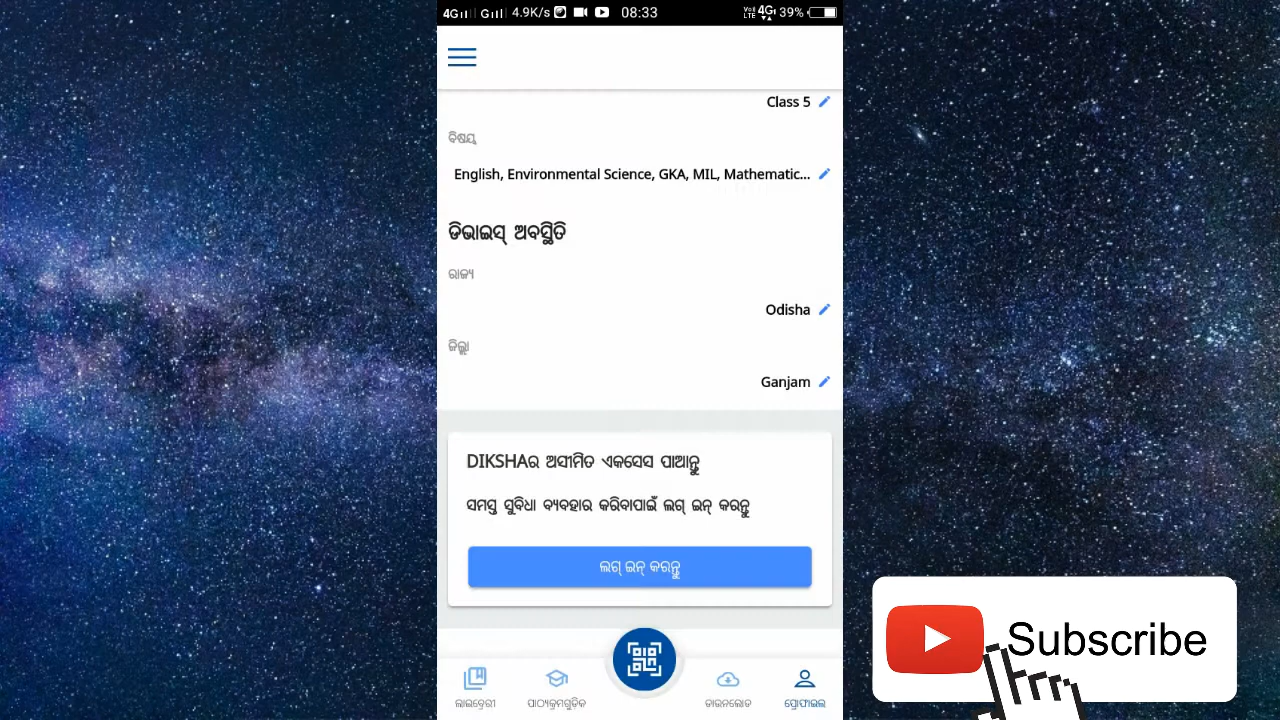 4G G 4.9K/s 08:33 VoLTE 4G 39%
Class 5
ବିଷୟ
English, Environmental Science, GKA, MIL, Mathematic...
ଡିଭାଇସ୍ ଅବସ୍ଥିତି
ରାଜ୍ୟ
Odisha
ଜିଲ୍ଲା
Ganjam
DIKSHAର ଅସୀମିତ ଏକସେସ ପାଆନ୍ତୁ
ସମସ୍ତ ସୁବିଧା ବ୍ୟବହାର କରିବାପାଇଁ ଲଗ୍ ଇନ୍ କରନ୍ତୁ
ଲଗ୍ ଇନ୍ କରନ୍ତୁ
ଲାଇବ୍ରେରୀ ପାଠ୍ୟକ୍ରମଗୁଡିକ ଡାଉନଲୋଡ ପ୍ରୋଫାଇଲ
Subscribe